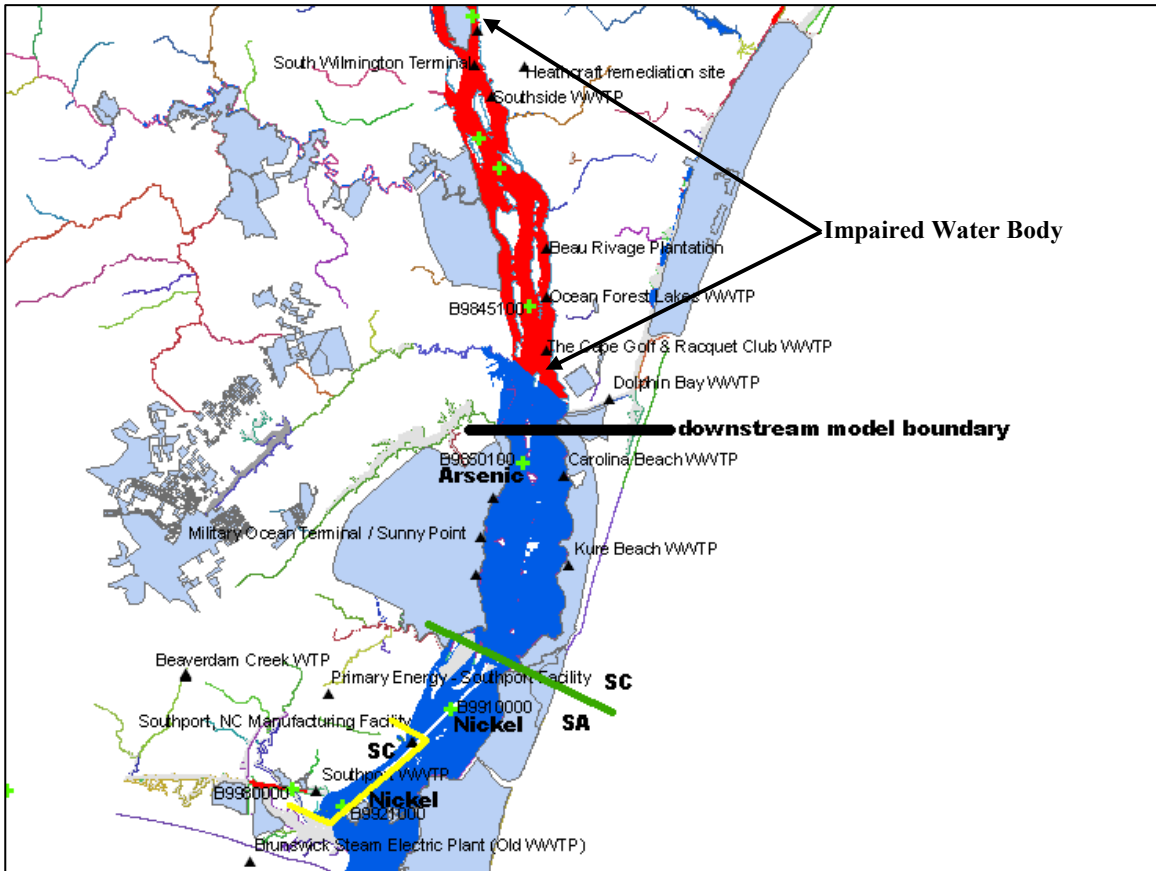 South Wilmington Terminal
Heathcraft remediation site
Southside WWTP
Impaired Water Body
Beau Rivage Plantation
Ocean Forest Lakes WWTP
B9845100
The Cape Golf & Racquet Club WWTP
Dolphin Bay WWTP
downstream model boundary
B9850100
Carolina Beach WWTP
Arsenic
Military Ocean Terminal / Sunny Point
Kure Beach WWTP
Beaverdam Creek WTP
Primary Energy - Southport Facility
SC
B9910000
SA
Southport, NC Manufacturing Facility
Nickel
SC
Southport WWTP
B9980000
Nickel
B9921000
Brunswick Steam Electric Plant (Old WWTP)